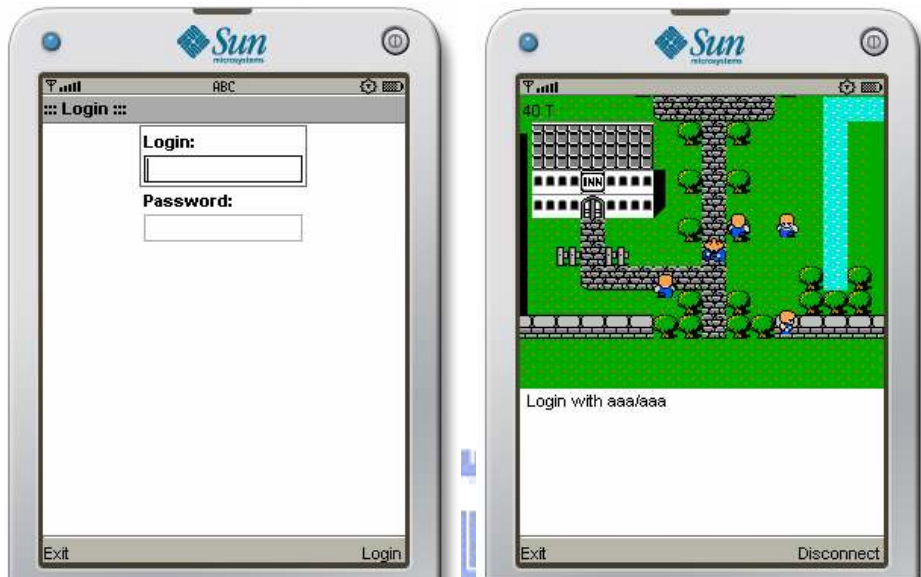 Sun
microsystems
ABC
::: Login :::
Login:
Password:
Exit
Login
Sun
microsystems
40 T
INN
Login with aaa/aaa
Exit
Disconnect